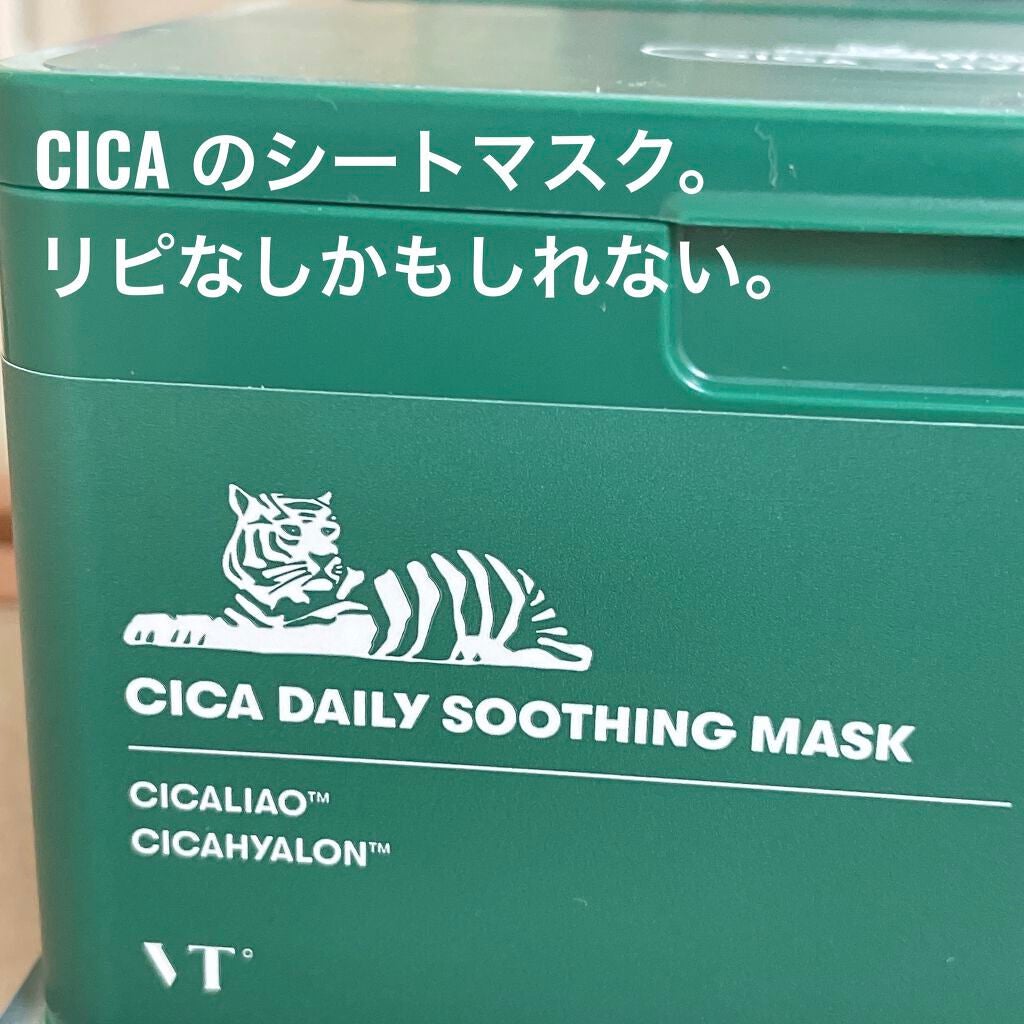 CICA のシートマスク。
リピなしかもしれない。
CICA DAILY SOOTHING MASK
CICALIAO™
CICAHYALON™
VT°